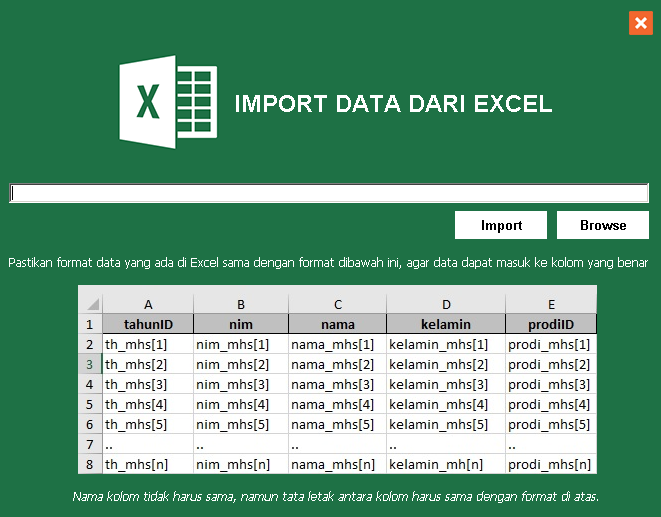 X
IMPORT DATA DARI EXCEL
Import Browse
Pastikan format data yang ada di Excel sama dengan format dibawah ini, agar data dapat masuk ke kolom yang benar
A B C D E
1 tahunID nim nama kelamin prodiID
2 th_mhs[1] nim_mhs[1] nama_mhs[1] kelamin_mhs[1] prodi_mhs[1]
3 th_mhs[2] nim_mhs[2] nama_mhs[2] kelamin_mhs[2] prodi_mhs[2]
4 th_mhs[3] nim_mhs[3] nama_mhs[3] kelamin_mhs[3] prodi_mhs[3]
5 th_mhs[4] nim_mhs[4] nama_mhs[4] kelamin_mhs[4] prodi_mhs[4]
6 th_mhs[5] nim_mhs[5] nama_mhs[5] kelamin_mhs[5] prodi_mhs[5]
7 .. .. .. .. ..
8 th_mhs[n] nim_mhs[n] nama_mhs[n] kelamin_mh[n] prodi_mhs[n]
Nama kolom tidak harus sama, namun tata letak antara kolom harus sama dengan format di atas.